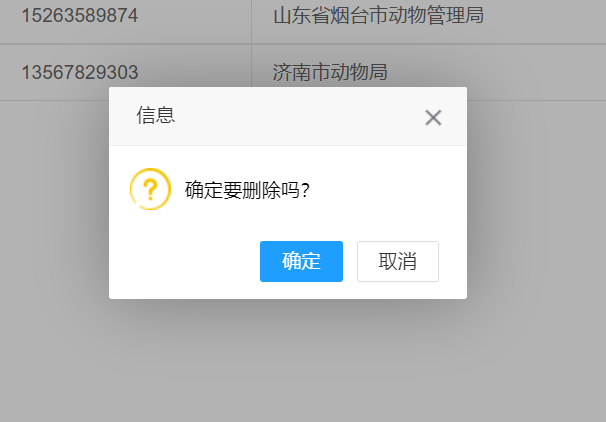 15263589874 山东省烟台市动物管理局
13567829303 济南市动物局
信息
确定要删除吗?
确定 取消